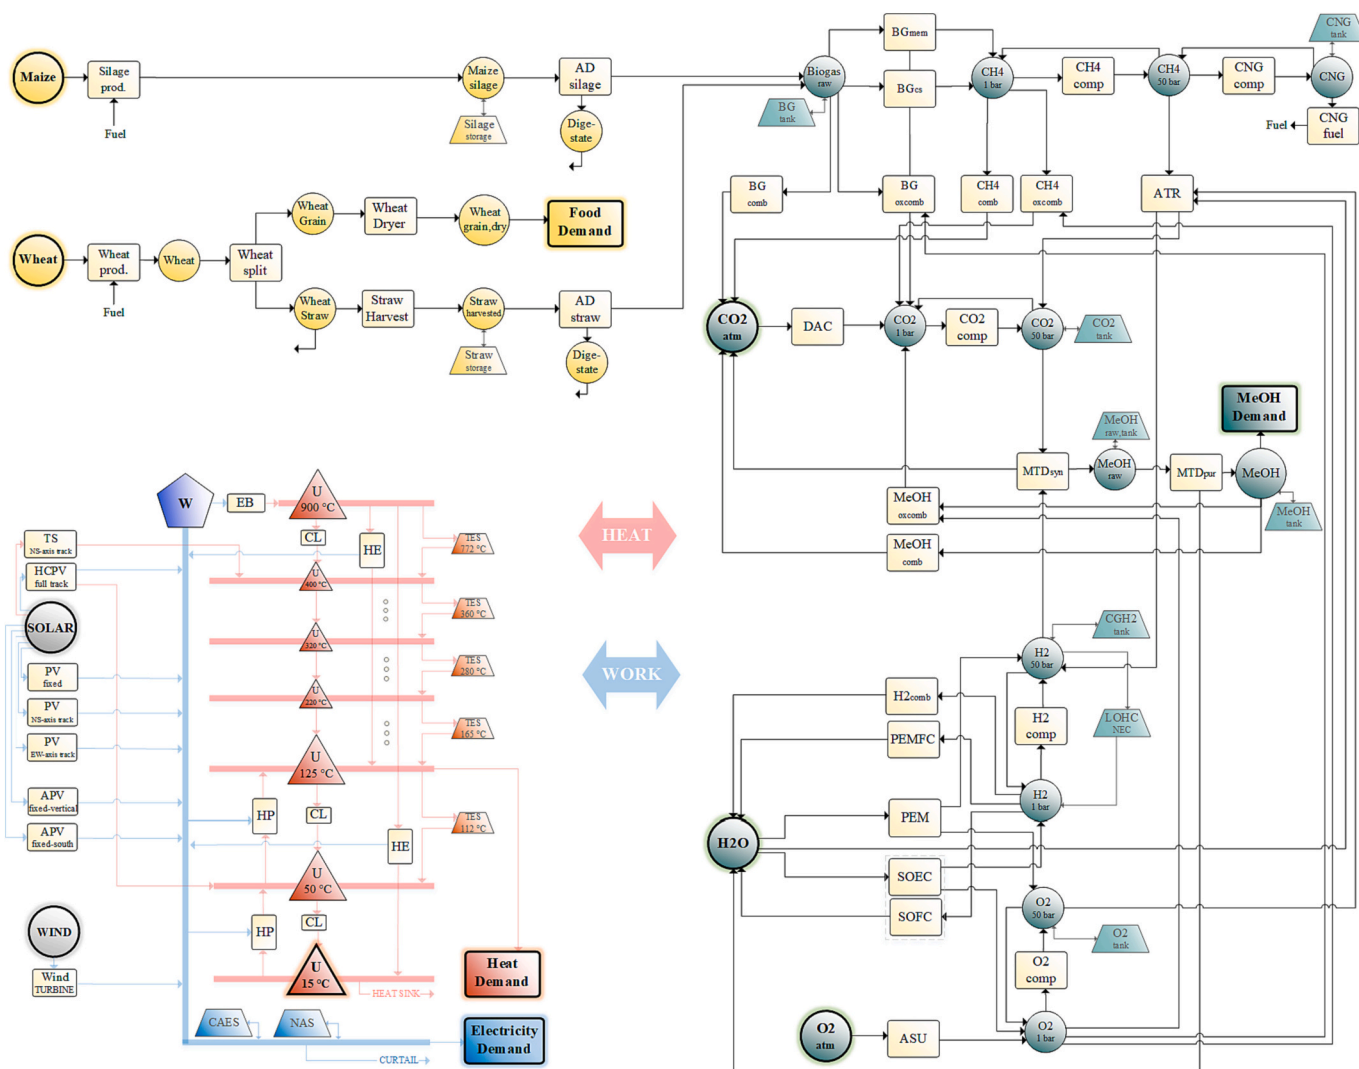 Maize
Silage
prod.
Fuel
Maize
silage
Silage
storage
AD
silage
Dige-
state
Biogas
raw
BG
tank
BGmem
BGcs
CH4
1 bar
CH4
comp
CH4
50 bar
CNG
comp
CNG
CNG
tank
CNG
fuel
Fuel
BG
comb
BG
oxcomb
CH4
comb
CH4
oxcomb
ATR
Wheat
Wheat
prod.
Fuel
Wheat
Wheat
split
Wheat
Grain
Wheat
Dryer
Wheat
grain,dry
Food
Demand
Wheat
Straw
Straw
Harvest
Straw
harvested
Straw
storage
AD
straw
Dige-
state
CO2
atm
DAC
CO2
1 bar
CO2
comp
CO2
50 bar
CO2
tank
MeOH
Demand
MeOH
raw,tank
MTDsyn
MeOH
raw
MTDpur
MeOH
MeOH
tank
MeOH
oxcomb
MeOH
comb
W
EB
U
900 °C
CL
HE
TES
772 °C
HEAT
TS
NS-axis track
HCPV
full track
SOLAR
U
400 °C
TES
360 °C
U
320 °C
TES
280 °C
WORK
PV
fixed
PV
NS-axis track
PV
EW-axis track
U
220 °C
TES
165 °C
U
125 °C
APV
fixed-vertical
APV
fixed-south
HP
CL
TES
112 °C
HE
U
50 °C
WIND
Wind
TURBINE
HP
CL
U
15 °C
HEAT SINK
Heat
Demand
CAES
NAS
Electricity
Demand
CURTAIL
CGH2
tank
H2
50 bar
H2comb
H2
comp
LOHC
NEC
PEMFC
H2
1 bar
PEM
H2O
SOEC
SOFC
O2
50 bar
O2
tank
O2
comp
O2
atm
ASU
O2
1 bar